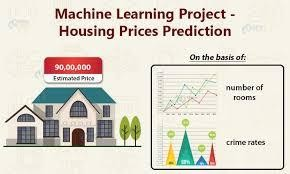 Machine Learning Project -
Housing Prices Prediction
90,00,000
Estimated Price
On the basis of:
number of
rooms
crime rates